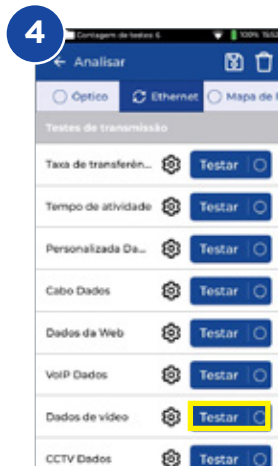 4
Contagem de testes 6 100% 15:52
Analisar
Óptico Ethernet Mapa de
Testes de transmissão
Taxa de transferên... Testar
Tempo de atividade Testar
Personalizada Da... Testar
Cabo Dados Testar
Dados da Web Testar
VoIP Dados Testar
Dados de vídeo Testar
CCTV Dados Testar